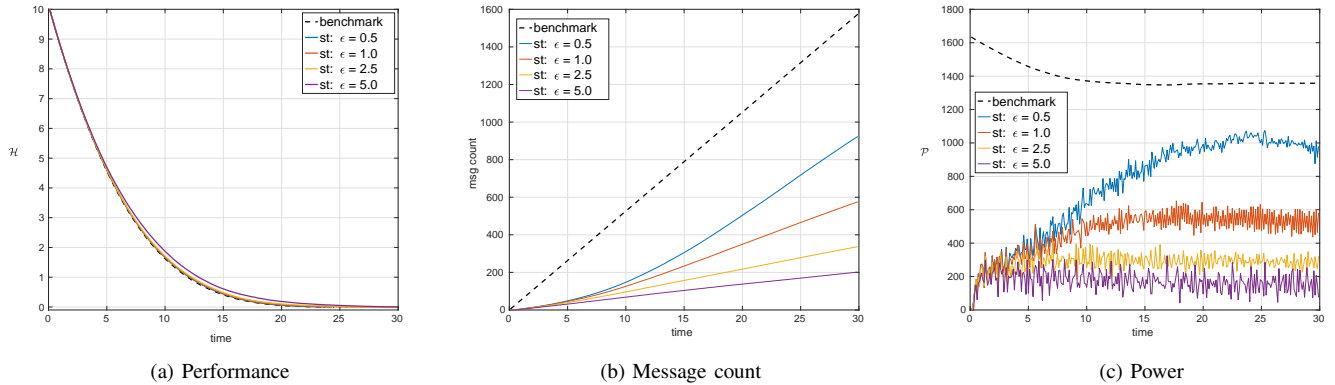 10
9
8
7
6
5
4
3
2
1
0
ℋ
0 5 10 15 20 25 30
time
benchmark
st: ϵ = 0.5
st: ϵ = 1.0
st: ϵ = 2.5
st: ϵ = 5.0
(a) Performance
1600
1400
1200
1000
800
600
400
200
0
msg count
0 5 10 15 20 25 30
time
benchmark
st: ϵ = 0.5
st: ϵ = 1.0
st: ϵ = 2.5
st: ϵ = 5.0
(b) Message count
1800
1600
1400
1200
1000
800
600
400
200
0
𝒫
0 5 10 15 20 25 30
time
benchmark
st: ϵ = 0.5
st: ϵ = 1.0
st: ϵ = 2.5
st: ϵ = 5.0
(c) Power